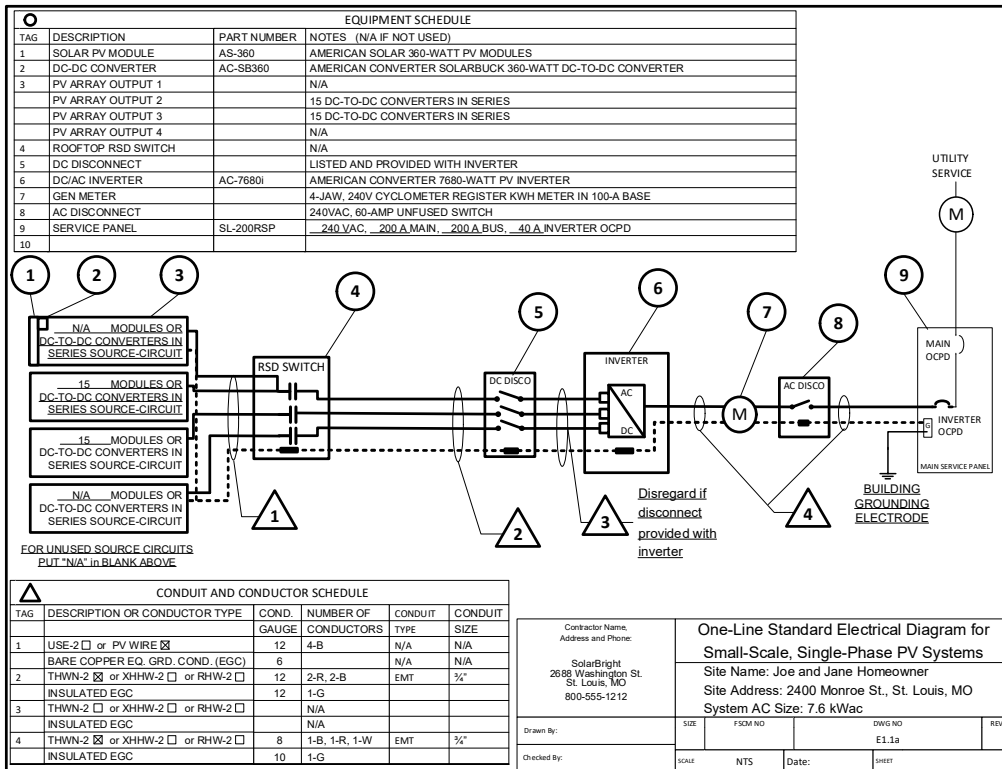 EQUIPMENT SCHEDULE
TAG DESCRIPTION PART NUMBER NOTES (N/A IF NOT USED)
1 SOLAR PV MODULE AS-360 AMERICAN SOLAR 360-WATT PV MODULES
2 DC-DC CONVERTER AC-SB360 AMERICAN CONVERTER SOLARBUCK 360-WATT DC-TO-DC CONVERTER
3 PV ARRAY OUTPUT 1 N/A
PV ARRAY OUTPUT 2 15 DC-TO-DC CONVERTERS IN SERIES
PV ARRAY OUTPUT 3 15 DC-TO-DC CONVERTERS IN SERIES
PV ARRAY OUTPUT 4 N/A
4 ROOFTOP RSD SWITCH N/A
5 DC DISCONNECT LISTED AND PROVIDED WITH INVERTER
6 DC/AC INVERTER AC-7680i AMERICAN CONVERTER 7680-WATT PV INVERTER
7 GEN METER 4-JAW, 240V CYCLOMETER REGISTER KWH METER IN 100-A BASE
8 AC DISCONNECT 240VAC, 60-AMP UNFUSED SWITCH
9 SERVICE PANEL SL-200RSP 240 VAC, 200 A MAIN, 200 A BUS, 40 A INVERTER OCPD
10
UTILITY
SERVICE
M
1 2 3 4 5 6 7 8 9
N/A MODULES OR
DC-TO-DC CONVERTERS IN
SERIES SOURCE-CIRCUIT
15 MODULES OR
DC-TO-DC CONVERTERS IN
SERIES SOURCE-CIRCUIT
15 MODULES OR
DC-TO-DC CONVERTERS IN
SERIES SOURCE-CIRCUIT
N/A MODULES OR
DC-TO-DC CONVERTERS IN
SERIES SOURCE-CIRCUIT
FOR UNUSED SOURCE CIRCUITS
PUT "N/A" in BLANK ABOVE
RSD SWITCH
DC DISCO
INVERTER
AC
DC
M
AC DISCO
MAIN
OCPD
INVERTER
OCPD
G
MAIN SERVICE PANEL
BUILDING
GROUNDING
ELECTRODE
1
2
3
Disregard if
disconnect
provided with
inverter
4
CONDUIT AND CONDUCTOR SCHEDULE
TAG DESCRIPTION OR CONDUCTOR TYPE COND. NUMBER OF CONDUIT CONDUIT
GAUGE CONDUCTORS TYPE SIZE
1 USE-2 ☐ or PV WIRE ☒ 12 4-B N/A N/A
BARE COPPER EQ. GRD. COND. (EGC) 6 N/A N/A
2 THWN-2 ☒ or XHHW-2 ☐ or RHW-2 ☐ 12 2-R, 2-B EMT ¾"
INSULATED EGC 12 1-G
3 THWN-2 ☐ or XHHW-2 ☐ or RHW-2 ☐ N/A
INSULATED EGC N/A
4 THWN-2 ☒ or XHHW-2 ☐ or RHW-2 ☐ 8 1-B, 1-R, 1-W EMT ¾"
INSULATED EGC 10 1-G
Contractor Name,
Address and Phone:
SolarBright
2688 Washington St.
St. Louis, MO
800-555-1212
One-Line Standard Electrical Diagram for
Small-Scale, Single-Phase PV Systems
Site Name: Joe and Jane Homeowner
Site Address: 2400 Monroe St., St. Louis, MO
System AC Size: 7.6 kWac
Drawn By:
Checked By:
SIZE FSCM NO DWG NO REV
E1.1a
SCALE NTS Date: SHEET